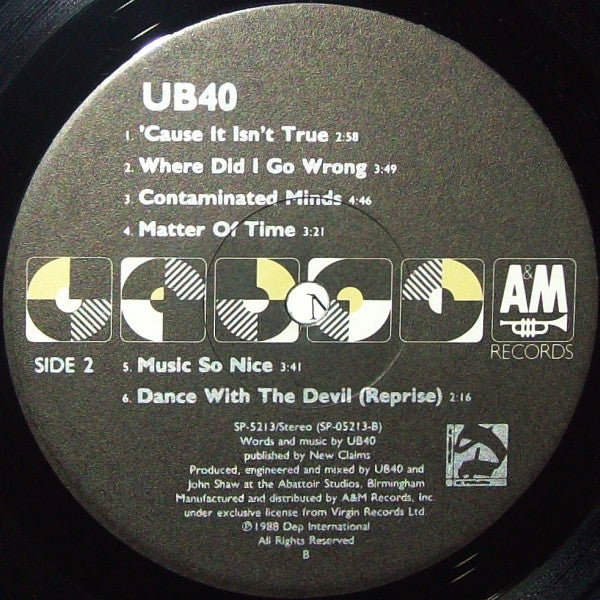 UB40
1. 'Cause It Isn't True 2:58
2. Where Did I Go Wrong 3:49
3. Contaminated Minds 4:46
4. Matter Of Time 3:21
A&M
RECORDS
SIDE 2
5. Music So Nice 3:41
6. Dance With The Devil (Reprise) 2:16
SP-5213/Stereo (SP-05213-B)
Words and music by UB40
published by New Claims
Produced, engineered and mixed by UB40 and
John Shaw at the Abattoir Studios, Birmingham
Manufactured and distributed by A&M Records, Inc.
under exclusive license from Virgin Records Ltd.
℗1988 Dep International
All Rights Reserved
B